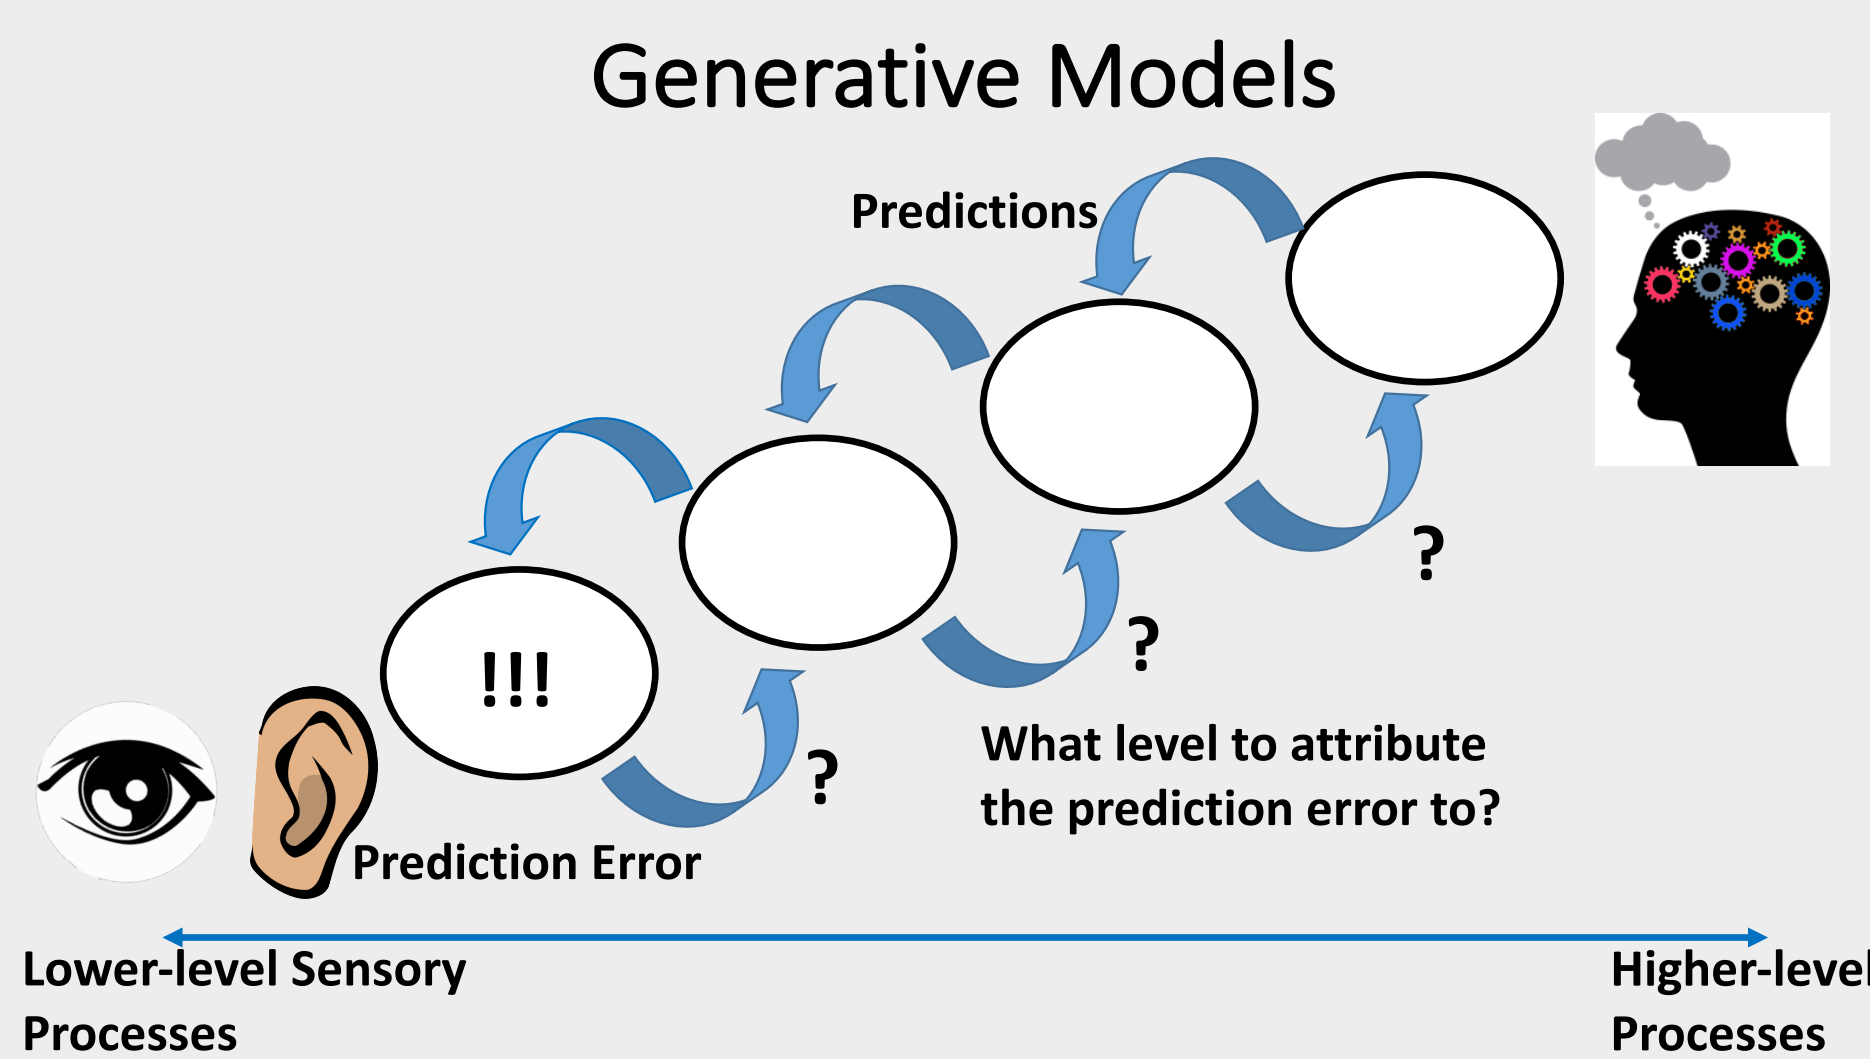 Generative Models
Predictions
?
?
!!!
?
What level to attribute
the prediction error to?
Prediction Error
Lower-level Sensory
Processes
Higher-level
Processes